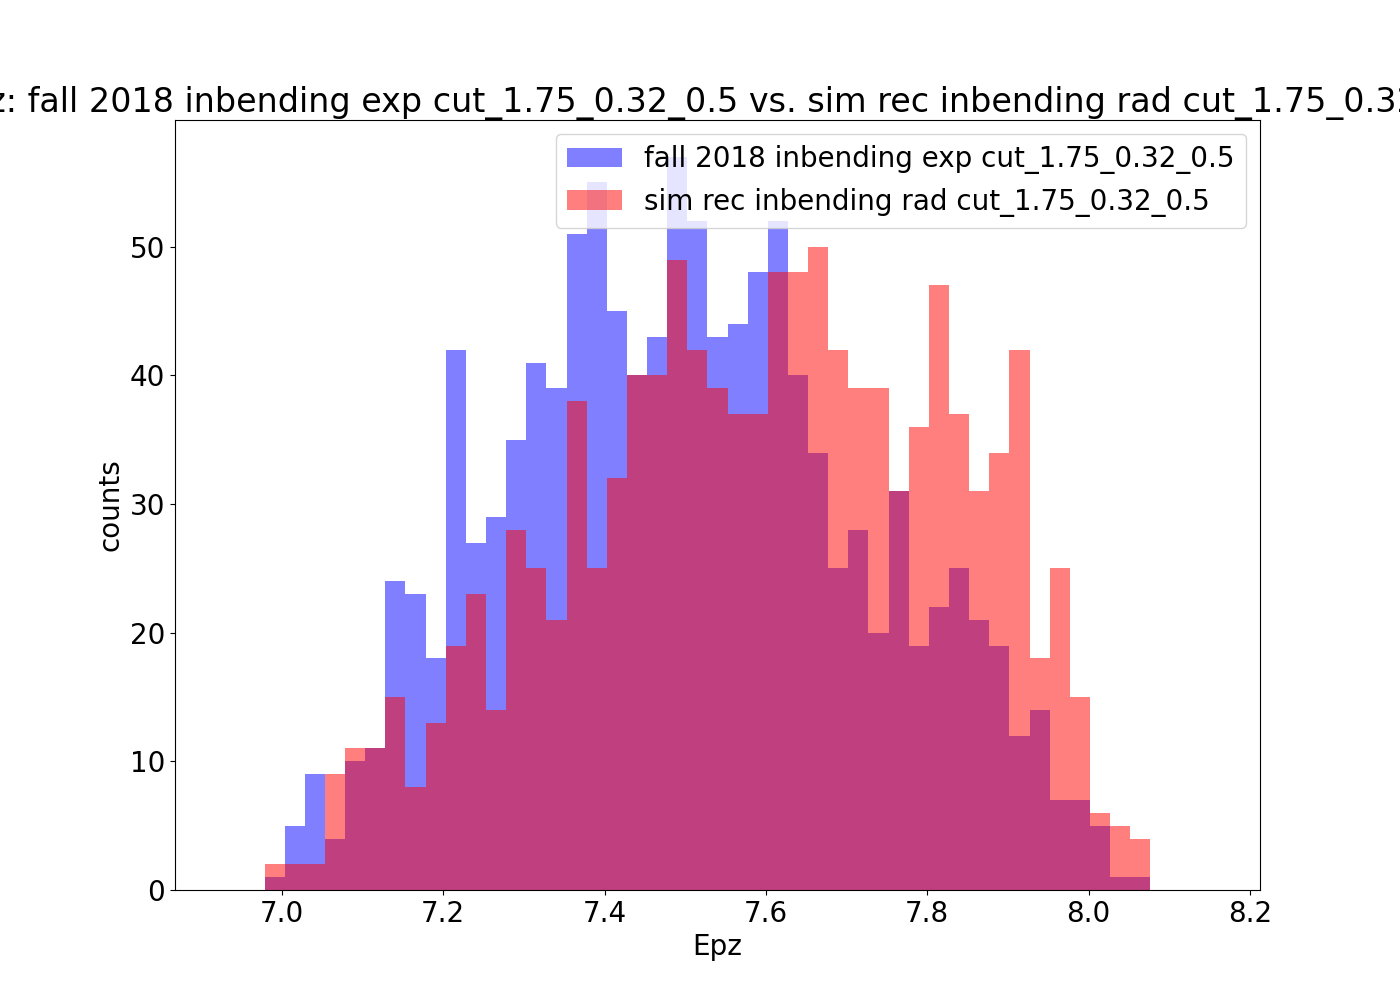 z: fall 2018 inbending exp cut_1.75_0.32_0.5 vs. sim rec inbending rad cut_1.75_0.3
fall 2018 inbending exp cut_1.75_0.32_0.5
sim rec inbending rad cut_1.75_0.32_0.5
50
40
30
20
10
0
counts
7.0 7.2 7.4 7.6 7.8 8.0 8.2
Epz